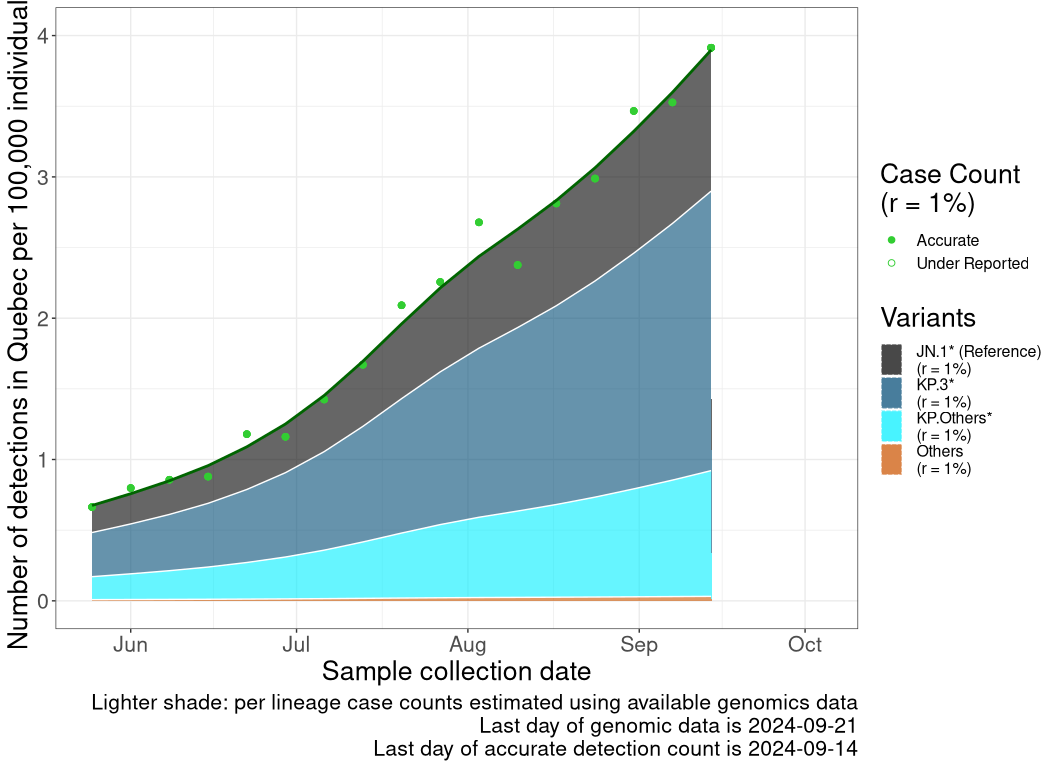 Number of detections in Quebec per 100,000 individual
4
3
2
1
0
Jun Jul Aug Sep Oct
Sample collection date
Lighter shade: per lineage case counts estimated using available genomics data
Last day of genomic data is 2024-09-21
Last day of accurate detection count is 2024-09-14
Case Count
(r = 1%)
Accurate
Under Reported
Variants
JN.1* (Reference)
(r = 1%)
KP.3*
(r = 1%)
KP.Others*
(r = 1%)
Others
(r = 1%)